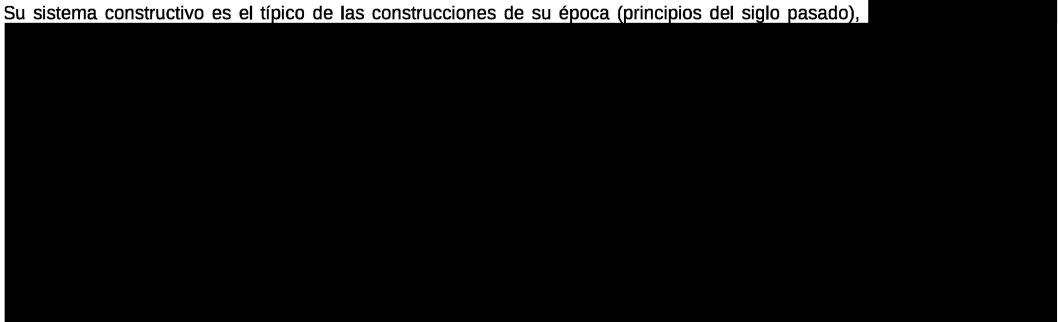 Su sistema constructivo es el típico de las construcciones de su época (principios del siglo pasado),